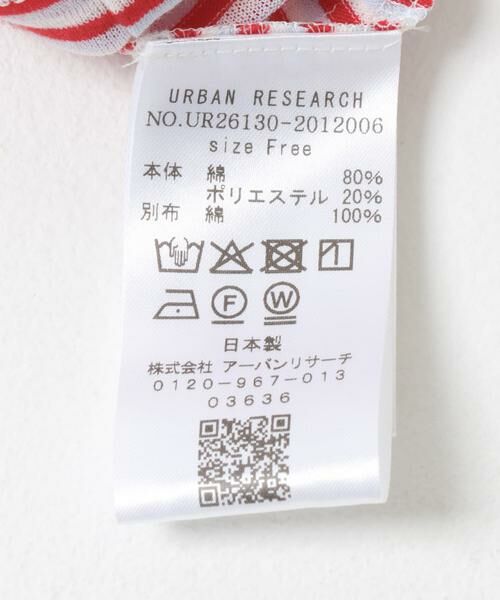 URBAN RESEARCH
NO.UR26130-2012006
size Free
本体 綿 80%
ポリエステル 20%
別布 綿 100%
F W
日本製
株式会社 アーバンリサーチ
0120-967-013
03636